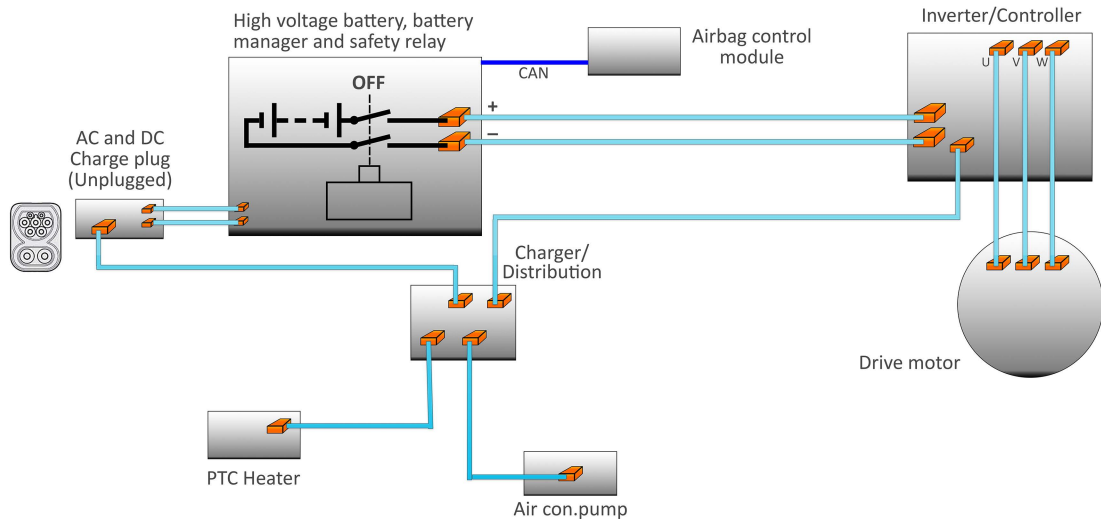 High voltage battery, battery
manager and safety relay
Airbag control
module
Inverter/Controller
CAN
OFF
+
–
U
V
W
AC and DC
Charge plug
(Unplugged)
Charger/
Distribution
Drive motor
PTC Heater
Air con.pump